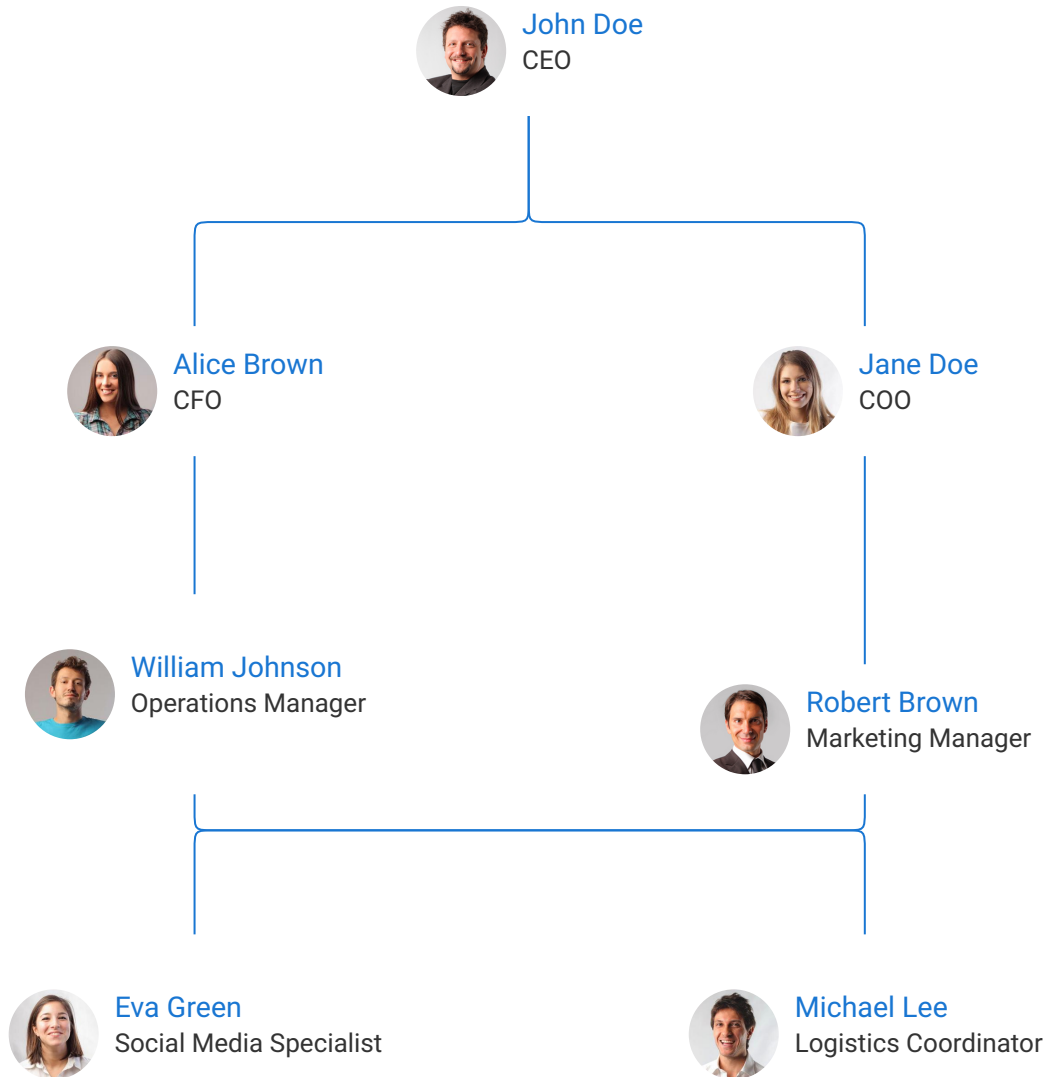 John Doe
CEO
Alice Brown
CFO
Jane Doe
COO
William Johnson
Operations Manager
Robert Brown
Marketing Manager
Eva Green
Social Media Specialist
Michael Lee
Logistics Coordinator